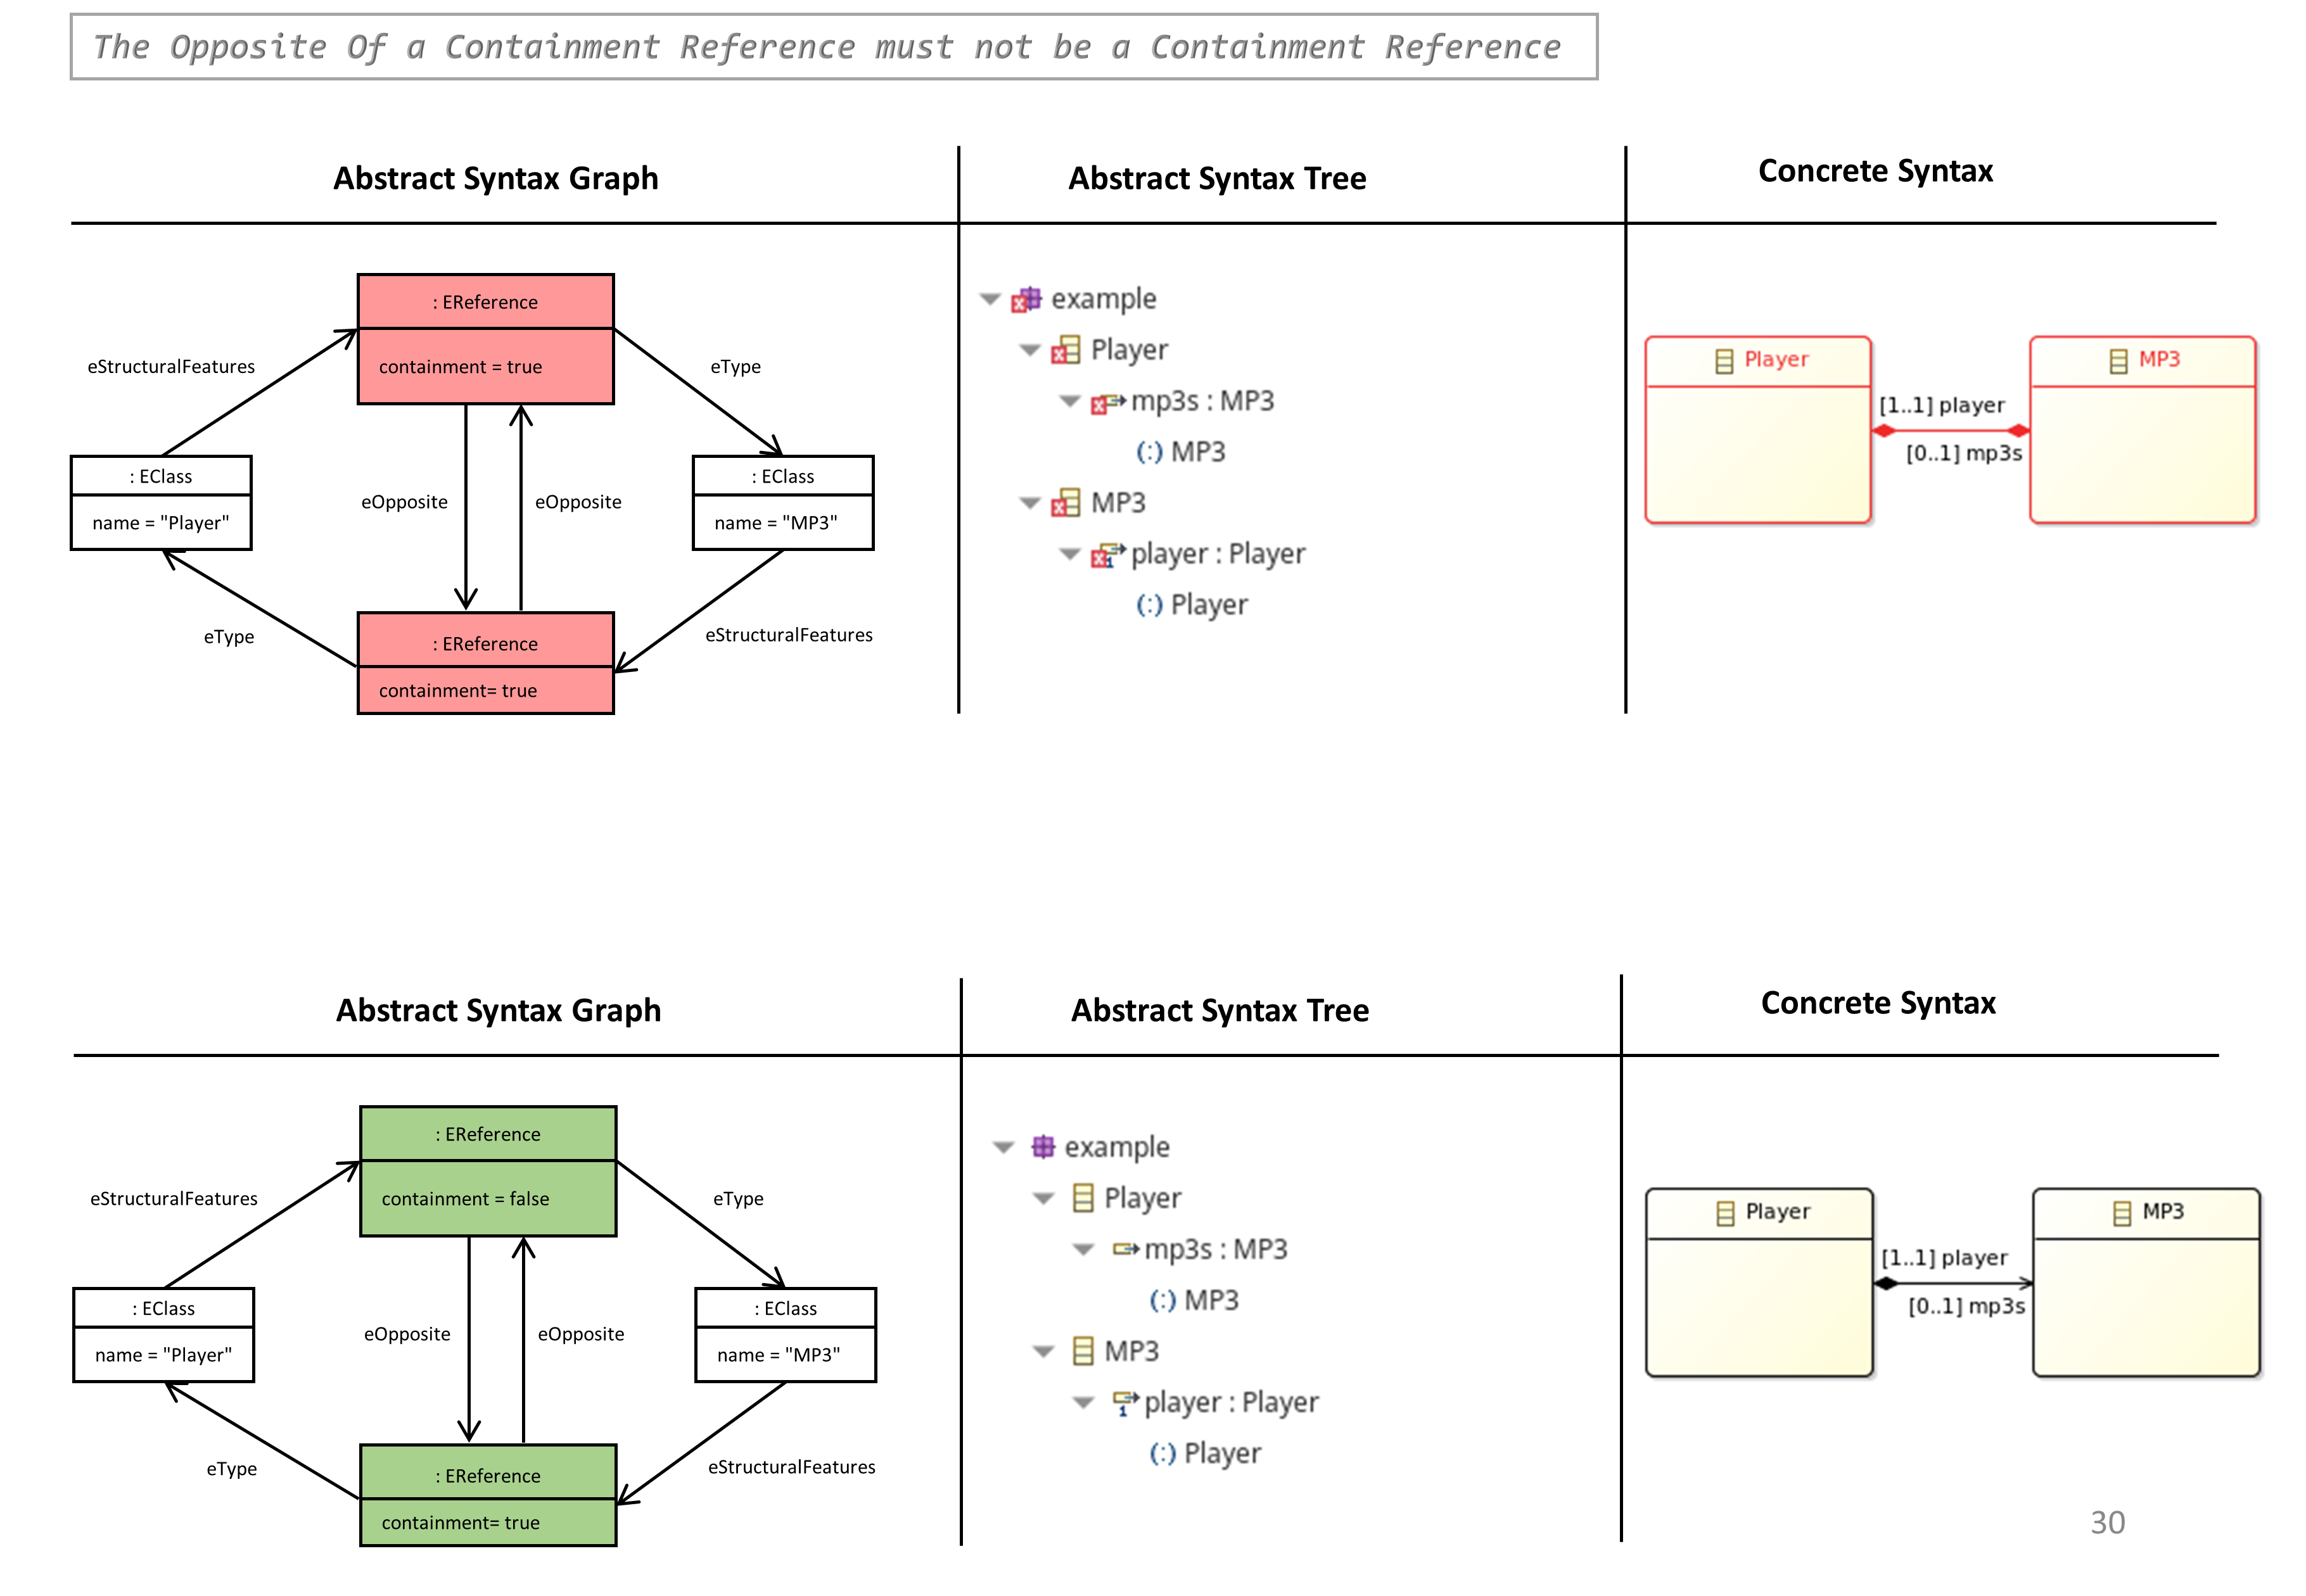 The Opposite Of a Containment Reference must not be a Containment Reference
Abstract Syntax Graph
Abstract Syntax Tree
Concrete Syntax
: EReference
containment = true
eStructuralFeatures
eType
: EClass
name = "Player"
eOpposite
eOpposite
: EClass
name = "MP3"
eType
: EReference
containment= true
eStructuralFeatures
example
Player
mp3s : MP3
(:) MP3
MP3
1
player : Player
(:) Player
Player
MP3
[1..1] player
[0..1] mp3s
Abstract Syntax Graph
Abstract Syntax Tree
Concrete Syntax
: EReference
containment = false
eStructuralFeatures
eType
: EClass
name = "Player"
eOpposite
eOpposite
: EClass
name = "MP3"
eType
: EReference
containment= true
eStructuralFeatures
example
Player
mp3s : MP3
(:) MP3
MP3
1
player : Player
(:) Player
Player
MP3
[1..1] player
[0..1] mp3s
30